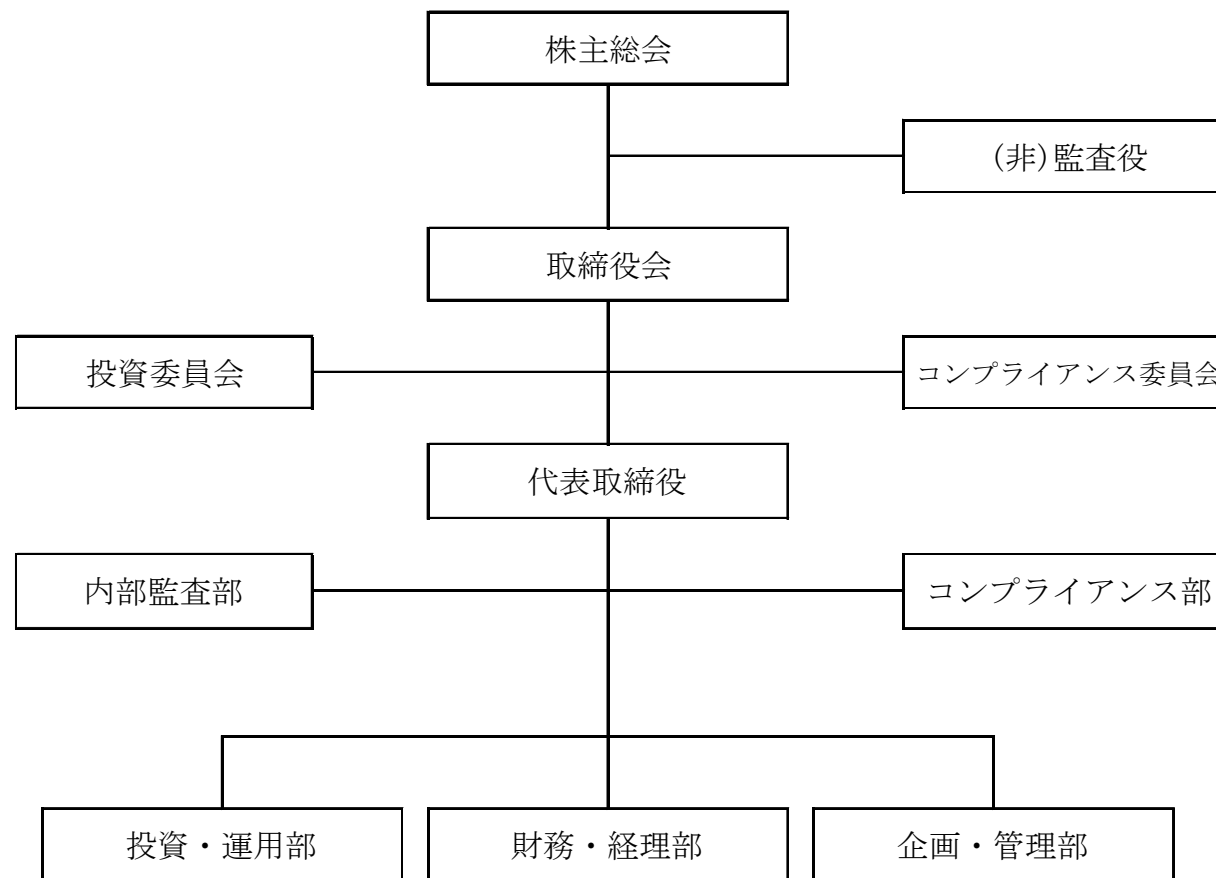 株主総会
(非)監査役
取締役会
投資委員会
コンプライアンス委員会
代表取締役
内部監査部
コンプライアンス部
投資・運用部
財務・経理部
企画・管理部